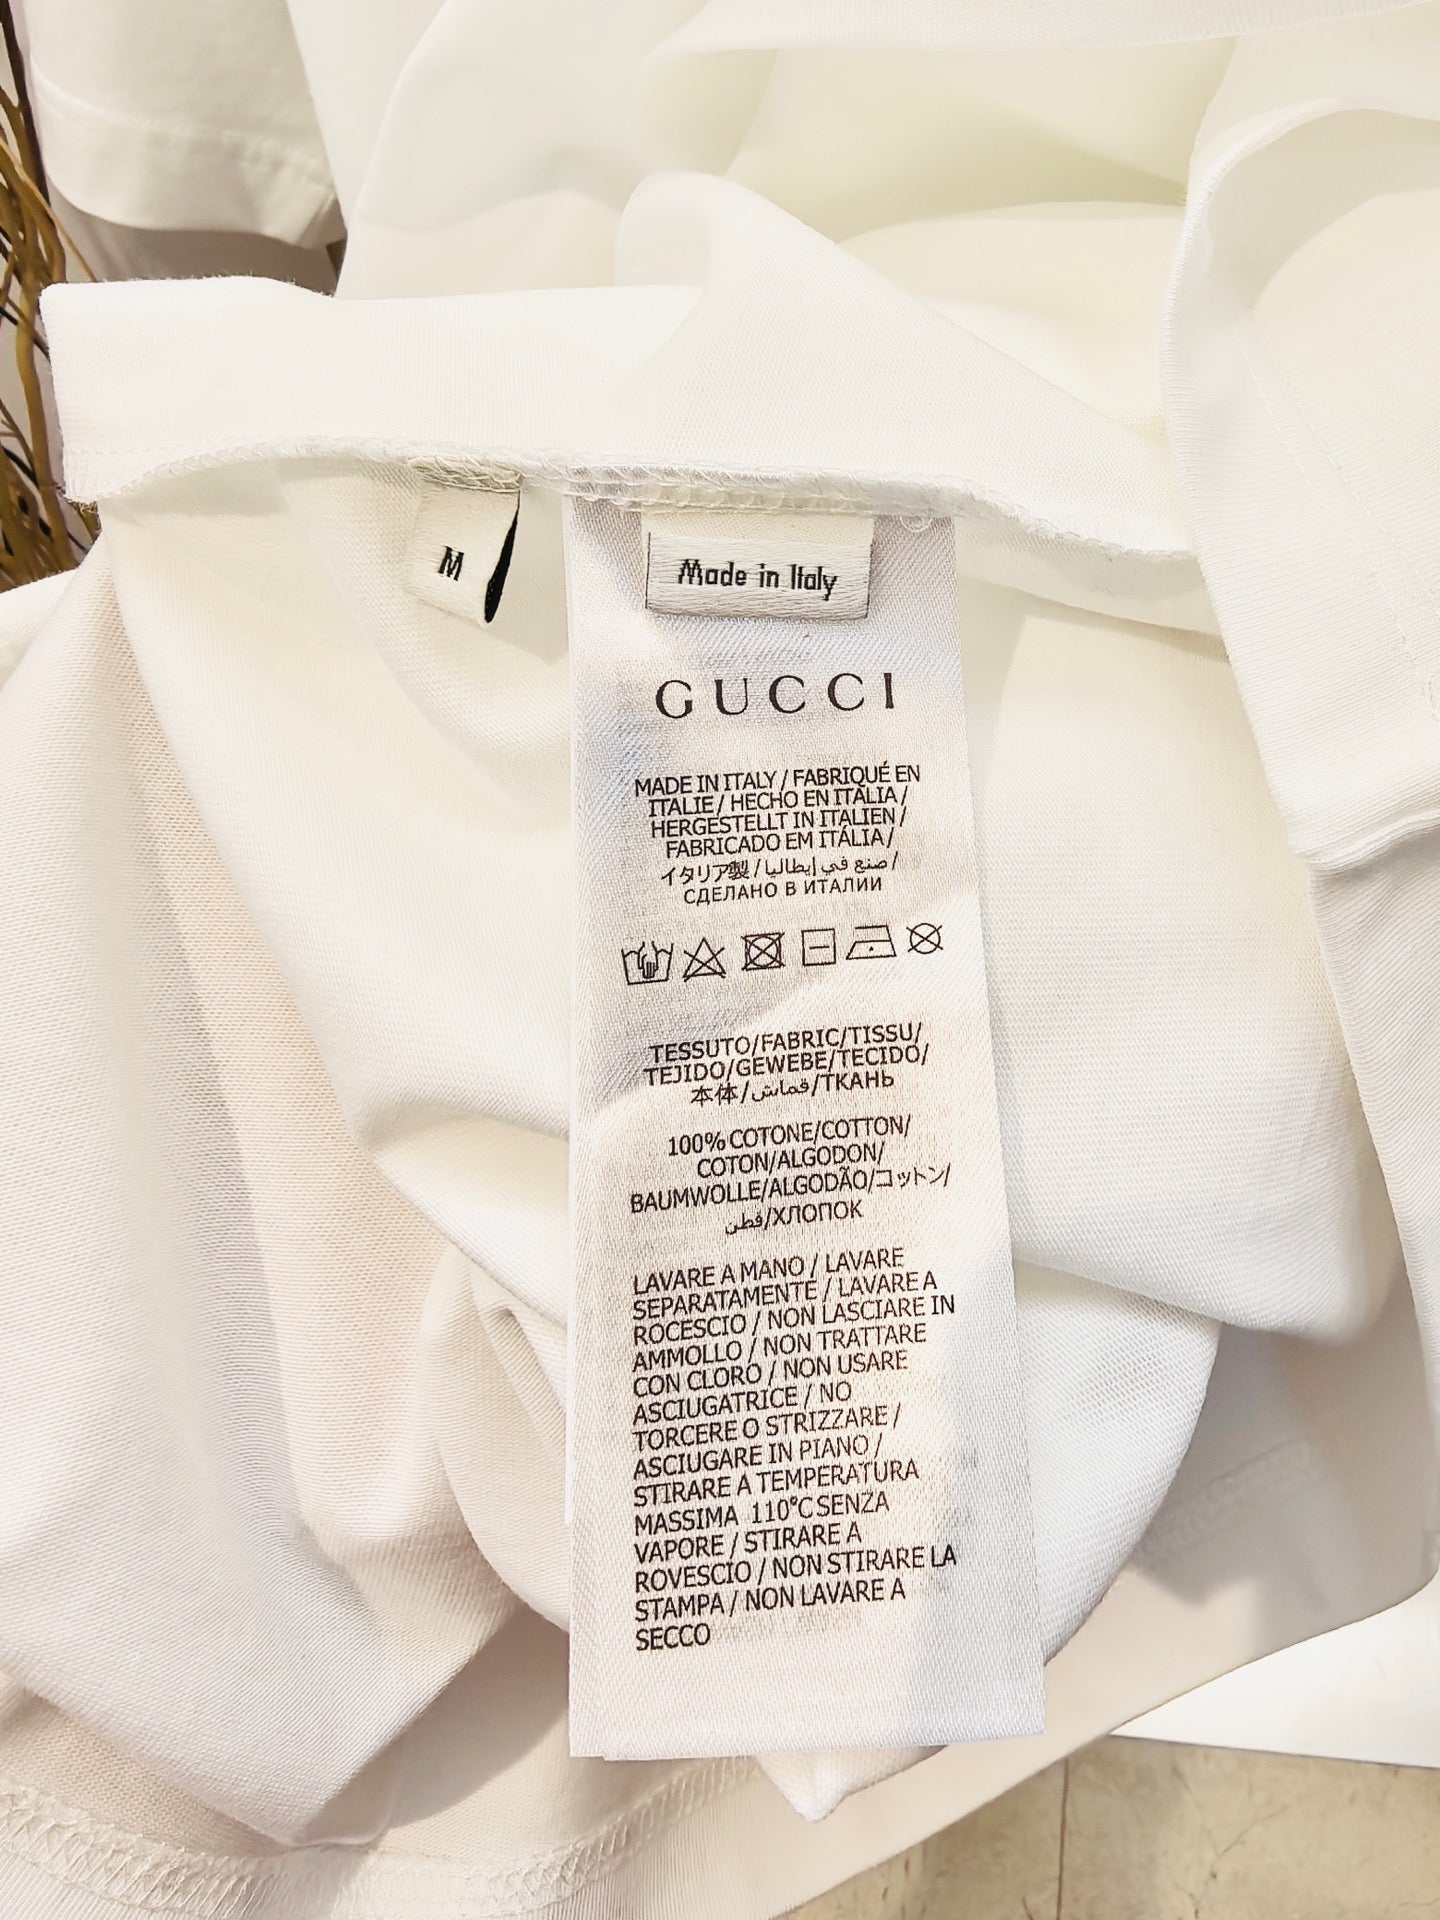 M
Made in Italy
GUCCI
MADE IN ITALY / FABRIQUÉ EN
ITALIE / HECHO EN ITALIA /
HERGESTELLT IN ITALIEN /
FABRICADO EM ITÁLIA /
イタリア製 / صنع في إيطاليا /
СДЕЛАНО В ИТАЛИИ
TESSUTO/FABRIC/TISSU/
TEJIDO/GEWEBE/TECIDO/
本体/قماش/ТКАНЬ
100% COTONE/COTTON/
COTON/ALGODON/
BAUMWOLLE/ALGODÃO/コットン/
قطن/ХЛОПОК
LAVARE A MANO / LAVARE
SEPARATAMENTE / LAVARE A
ROCESCIO / NON LASCIARE IN
AMMOLLO / NON TRATTARE
CON CLORO / NON USARE
ASCIUGATRICE / NO
TORCERE O STRIZZARE /
ASCIUGARE IN PIANO /
STIRARE A TEMPERATURA
MASSIMA 110°C SENZA
VAPORE / STIRARE A
ROVESCIO / NON STIRARE LA
STAMPA / NON LAVARE A
SECCO